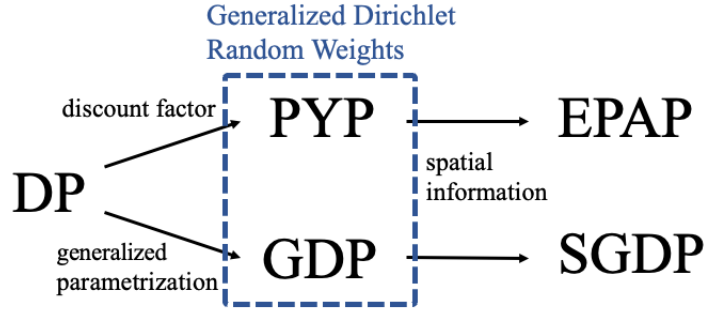 Generalized Dirichlet
Random Weights
discount factor
PYP
EPAP
DP
spatial
information
generalized
parametrization
GDP
SGDP